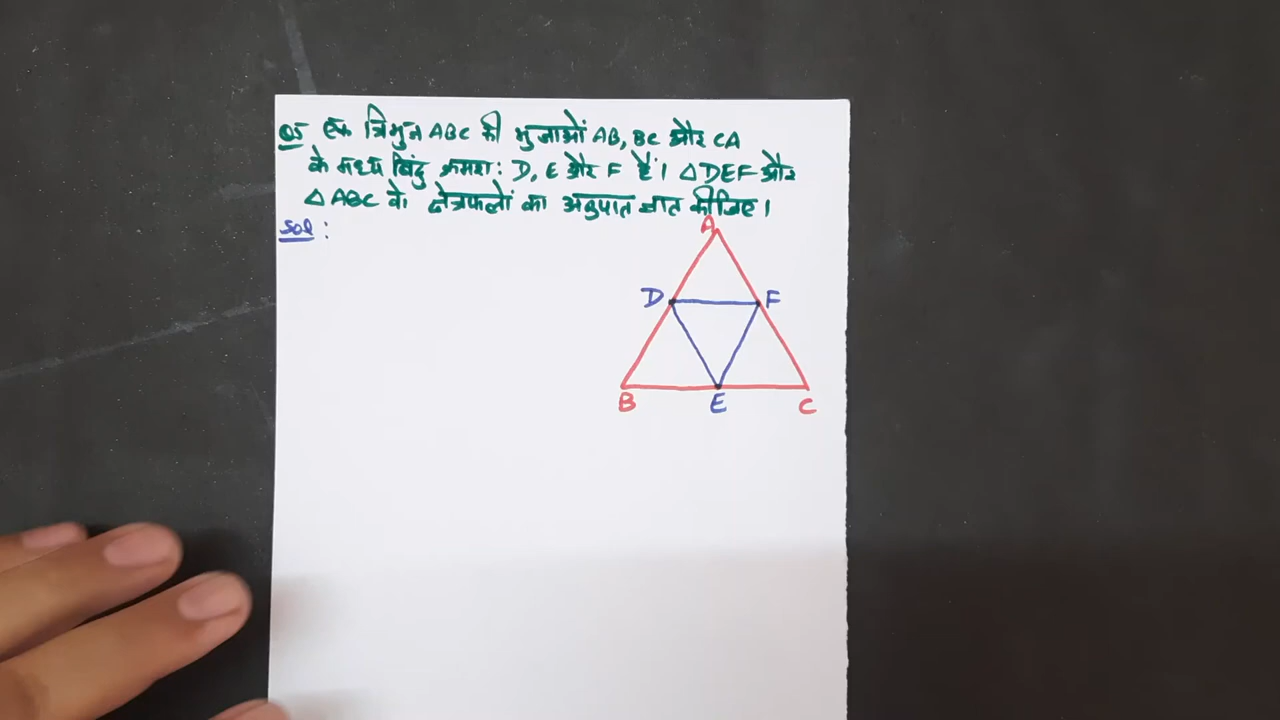 Q5 एक त्रिभुज ABC की भुजाओं AB, BC और CA
के मध्य बिंदु क्रमश: D, E और F हैं। △DEF और
△ABC के क्षेत्रफलों का अनुपात ज्ञात कीजिए।
Sol :
A
D F
B E C